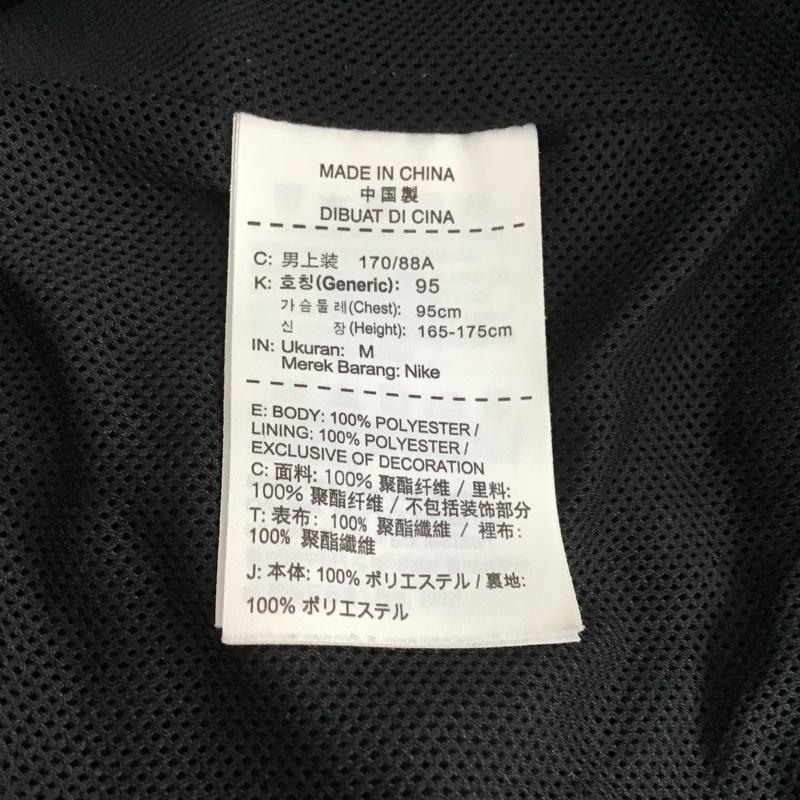 MADE IN CHINA
中国製
DIBUAT DI CINA
C: 男上装 170/88A
K: 호칭(Generic): 95
가슴둘레(Chest): 95cm
신 장(Height): 165-175cm
IN: Ukuran: M
Merek Barang: Nike
E: BODY: 100% POLYESTER /
LINING: 100% POLYESTER /
EXCLUSIVE OF DECORATION
C: 面料: 100% 聚酯纤维 / 里料:
100% 聚酯纤维 / 不包括装饰部分
T: 表布: 100% 聚酯纖維 / 裡布:
100% 聚酯纖維
J: 本体: 100% ポリエステル / 裏地:
100% ポリエステル